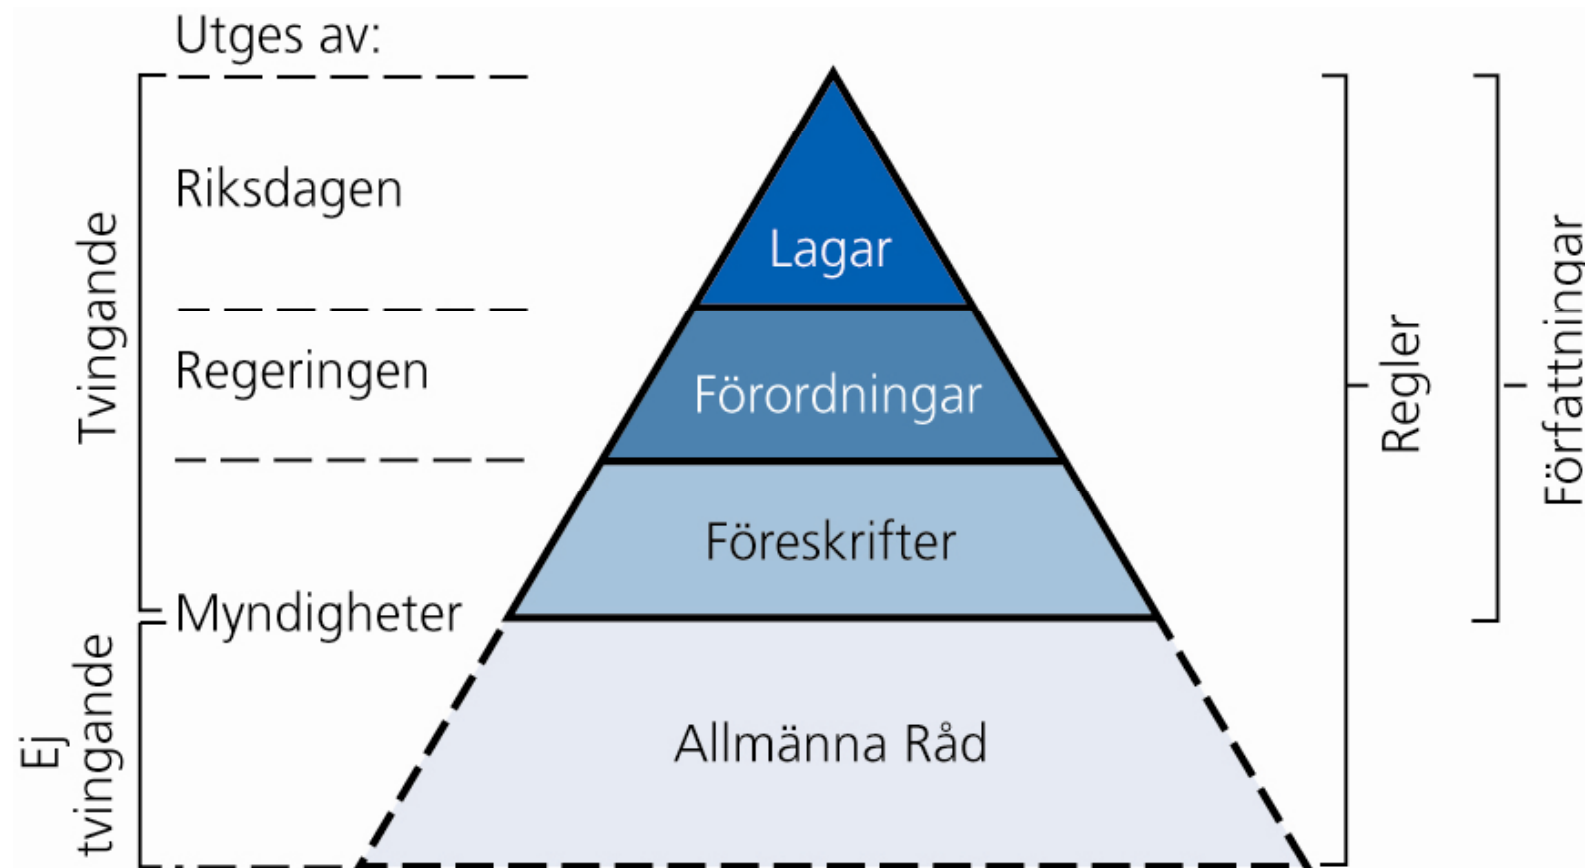 Utges av:
Riksdagen
Regeringen
Myndigheter
Tvingande
Ej
tvingande
Lagar
Förordningar
Föreskrifter
Allmänna Råd
Regler
Författningar